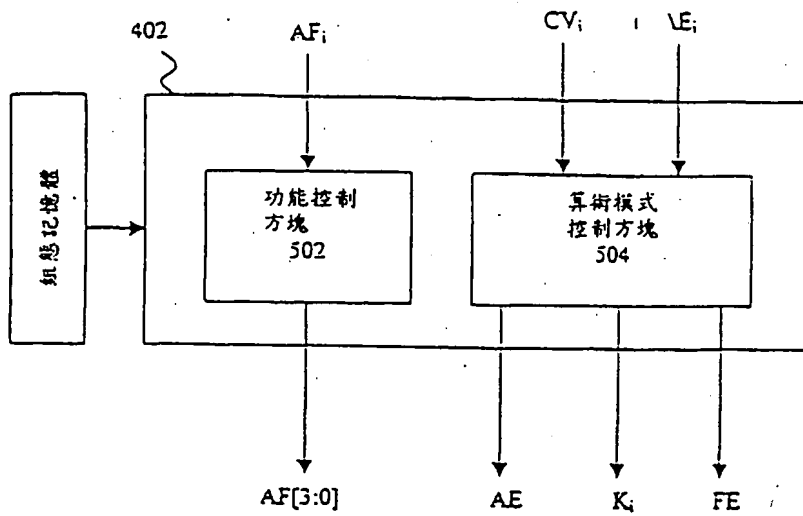 402
AFᵢ
CVᵢ
\Eᵢ
組態記憶體
功能控制
方塊
502
算術模式
控制方塊
504
AF[3:0]
AE
Kᵢ
FE